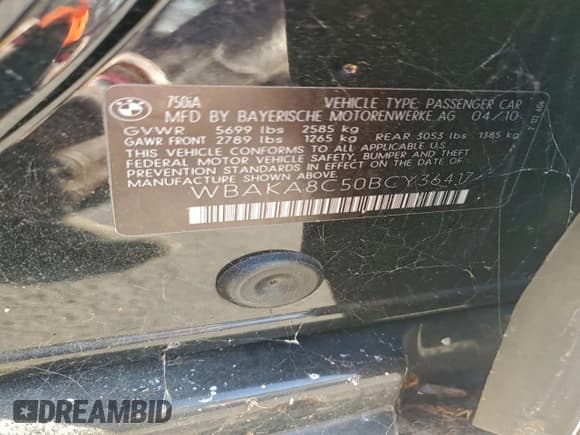 BMW
750iA VEHICLE TYPE: PASSENGER CAR
MFD BY BAYERISCHE MOTORENWERKE AG 04/10
GVWR 5699 lbs 2585 kg
GAWR FRONT 2789 lbs 1265 kg REAR 3053 lbs 1385 kg
THIS VEHICLE CONFORMS TO ALL APPLICABLE
FEDERAL MOTOR VEHICLE SAFETY, BUMPER, AND THEFT
PREVENTION STANDARDS IN EFFECT ON THE DATE OF
MANUFACTURE SHOWN ABOVE.
WBAKA8C50BCY36417
DREAMBID